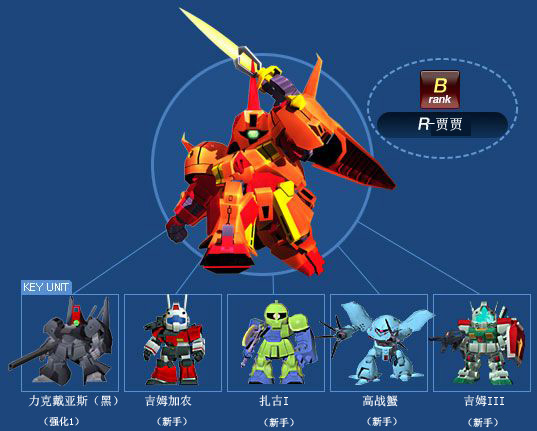 B
rank
R-贾贾
KEY UNIT
力克戴亚斯（黑）
（强化1）
吉姆加农
（新手）
扎古I
（新手）
高战蟹
（新手）
吉姆III
（新手）